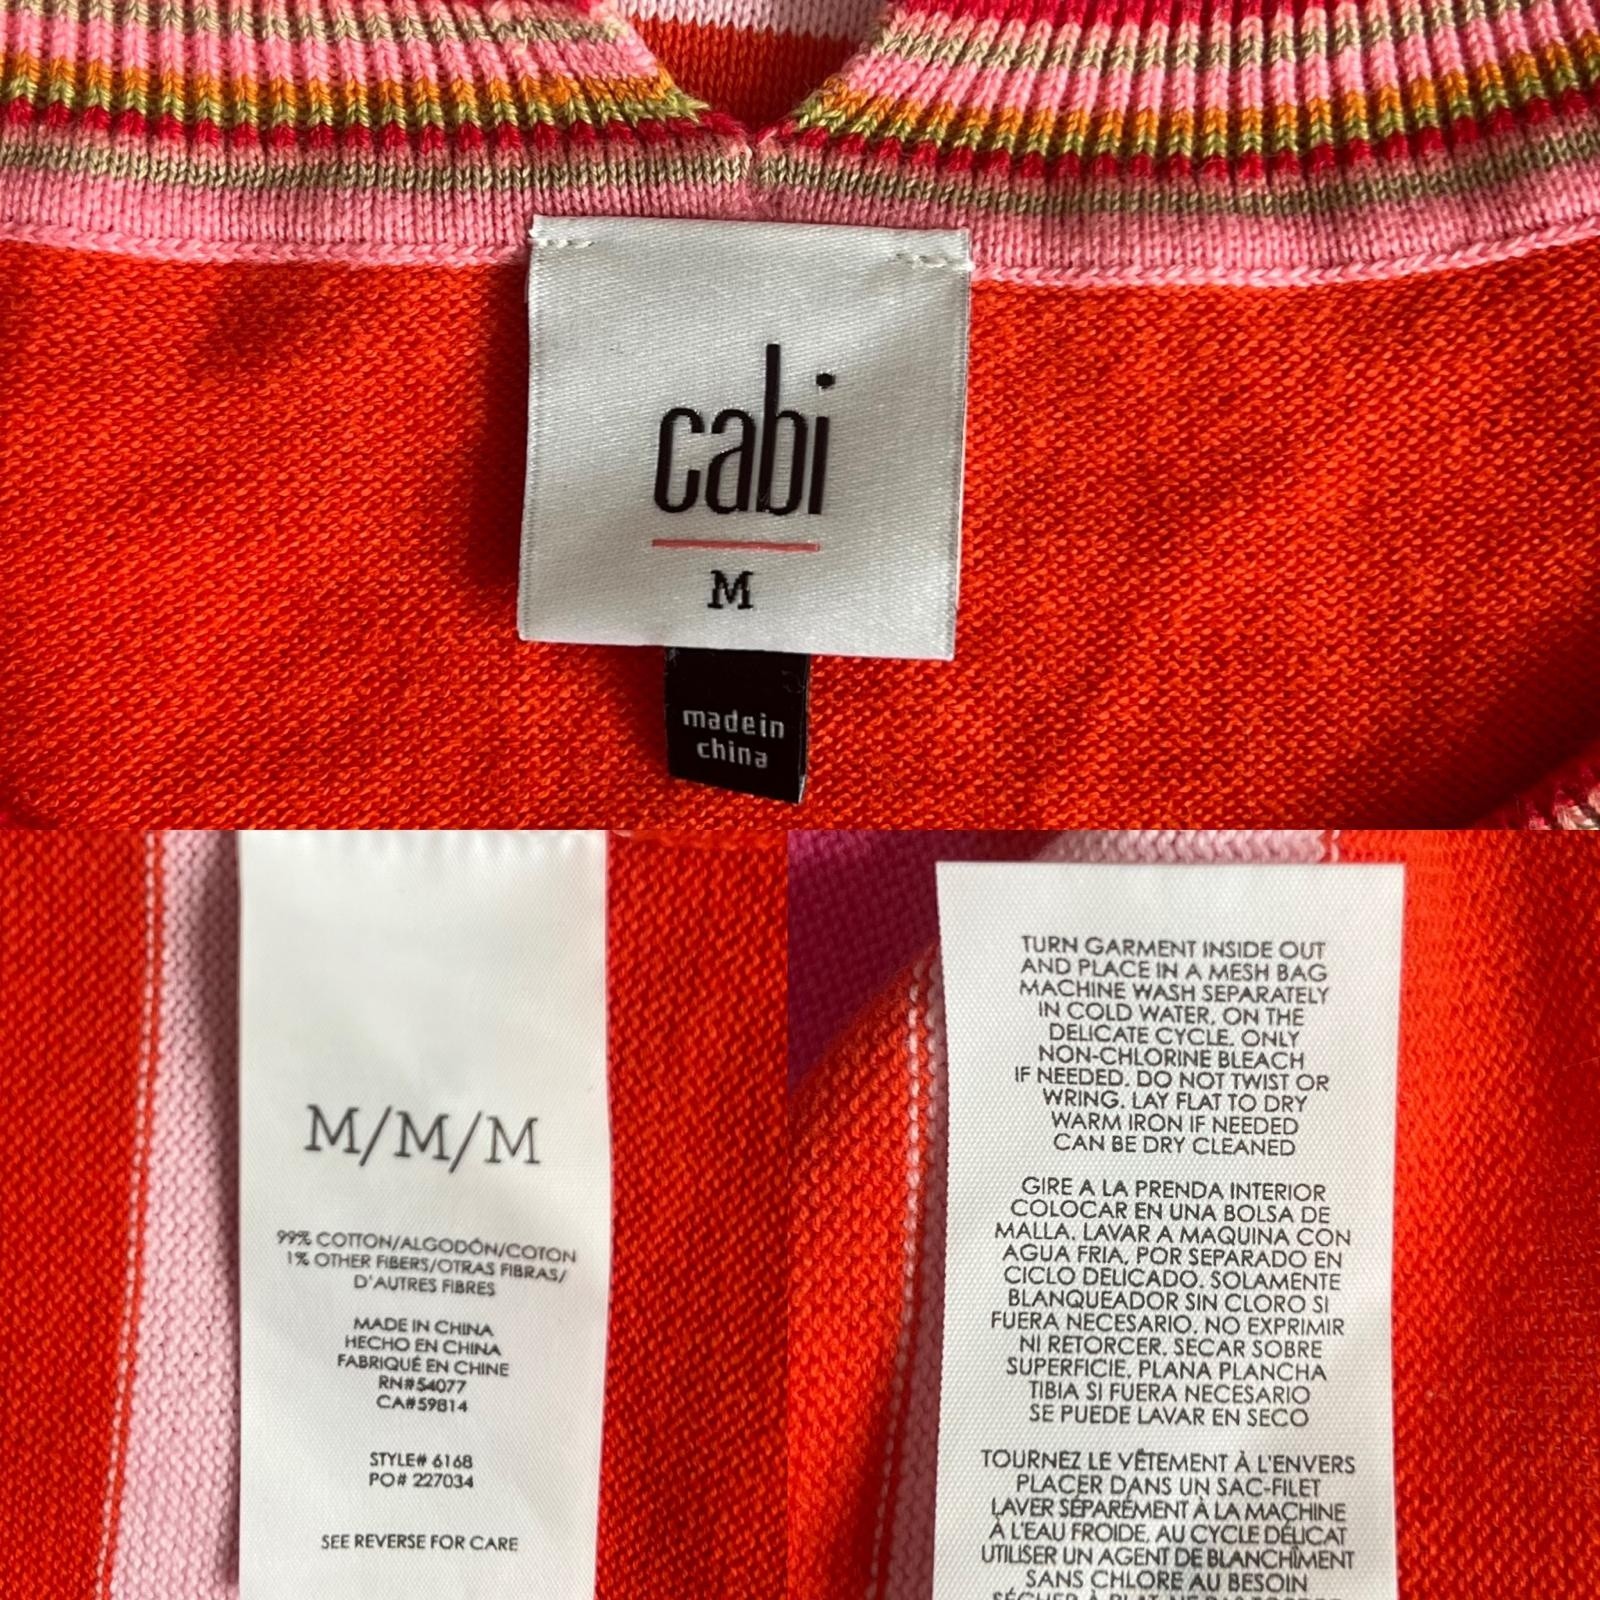 cabi
M
made in
china
M/M/M
99% COTTON/ALGODÓN/COTON
1% OTHER FIBERS/OTRAS FIBRAS/
D'AUTRES FIBRES
MADE IN CHINA
HECHO EN CHINA
FABRIQUÉ EN CHINE
RN#54077
CA#59814
STYLE# 6168
PO# 227034
SEE REVERSE FOR CARE
TURN GARMENT INSIDE OUT
AND PLACE IN A MESH BAG
MACHINE WASH SEPARATELY
IN COLD WATER, ON THE
DELICATE CYCLE. ONLY
NON-CHLORINE BLEACH
IF NEEDED. DO NOT TWIST OR
WRING. LAY FLAT TO DRY
WARM IRON IF NEEDED
CAN BE DRY CLEANED
GIRE A LA PRENDA INTERIOR
COLOCAR EN UNA BOLSA DE
MALLA. LAVAR A MAQUINA CON
AGUA FRIA, POR SEPARADO EN
CICLO DELICADO. SOLAMENTE
BLANQUEADOR SIN CLORO SI
FUERA NECESARIO. NO EXPRIMIR
NI RETORCER. SECAR SOBRE
SUPERFICIE. PLANA PLANCHA
TIBIA SI FUERA NECESARIO
SE PUEDE LAVAR EN SECO
TOURNEZ LE VÊTEMENT À L'ENVERS
PLACER DANS UN SAC-FILET
LAVER SÉPARÉMENT À LA MACHINE
À L'EAU FROIDE, AU CYCLE DÉLICAT
UTILISER UN AGENT DE BLANCHÎMENT
SANS CHLORE AU BESOIN